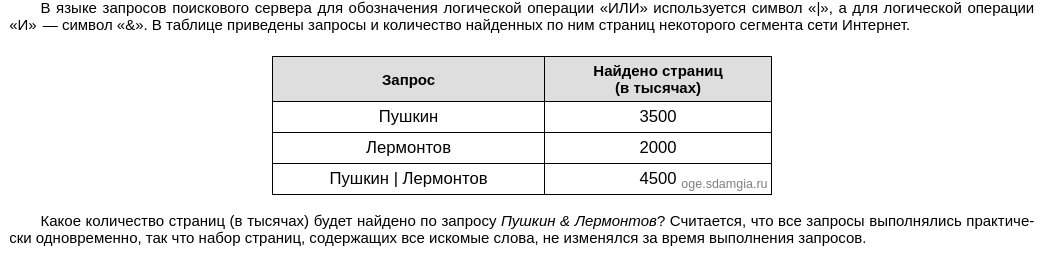 В языке запросов поискового сервера для обозначения логической операции «ИЛИ» используется символ «|», а для логической операции
«И» — символ «&». В таблице приведены запросы и количество найденных по ним страниц некоторого сегмента сети Интернет.
Запрос
Найдено страниц
(в тысячах)
Пушкин
3500
Лермонтов
2000
Пушкин | Лермонтов
4500
oge.sdamgia.ru
Какое количество страниц (в тысячах) будет найдено по запросу Пушкин & Лермонтов? Считается, что все запросы выполнялись практиче-
ски одновременно, так что набор страниц, содержащих все искомые слова, не изменялся за время выполнения запросов.